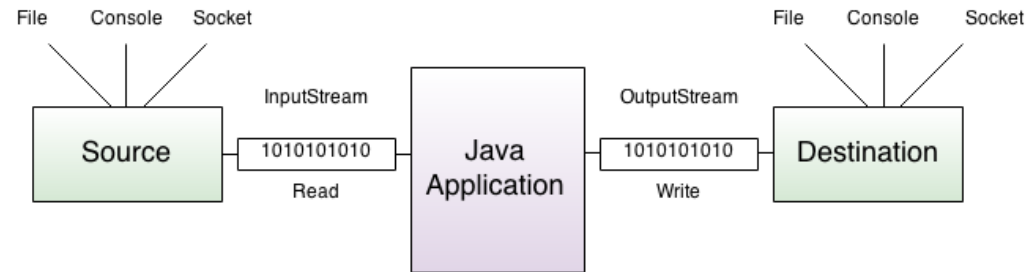 File Console Socket
File Console Socket
InputStream
OutputStream
Source
1010101010
Java
Application
1010101010
Destination
Read
Write